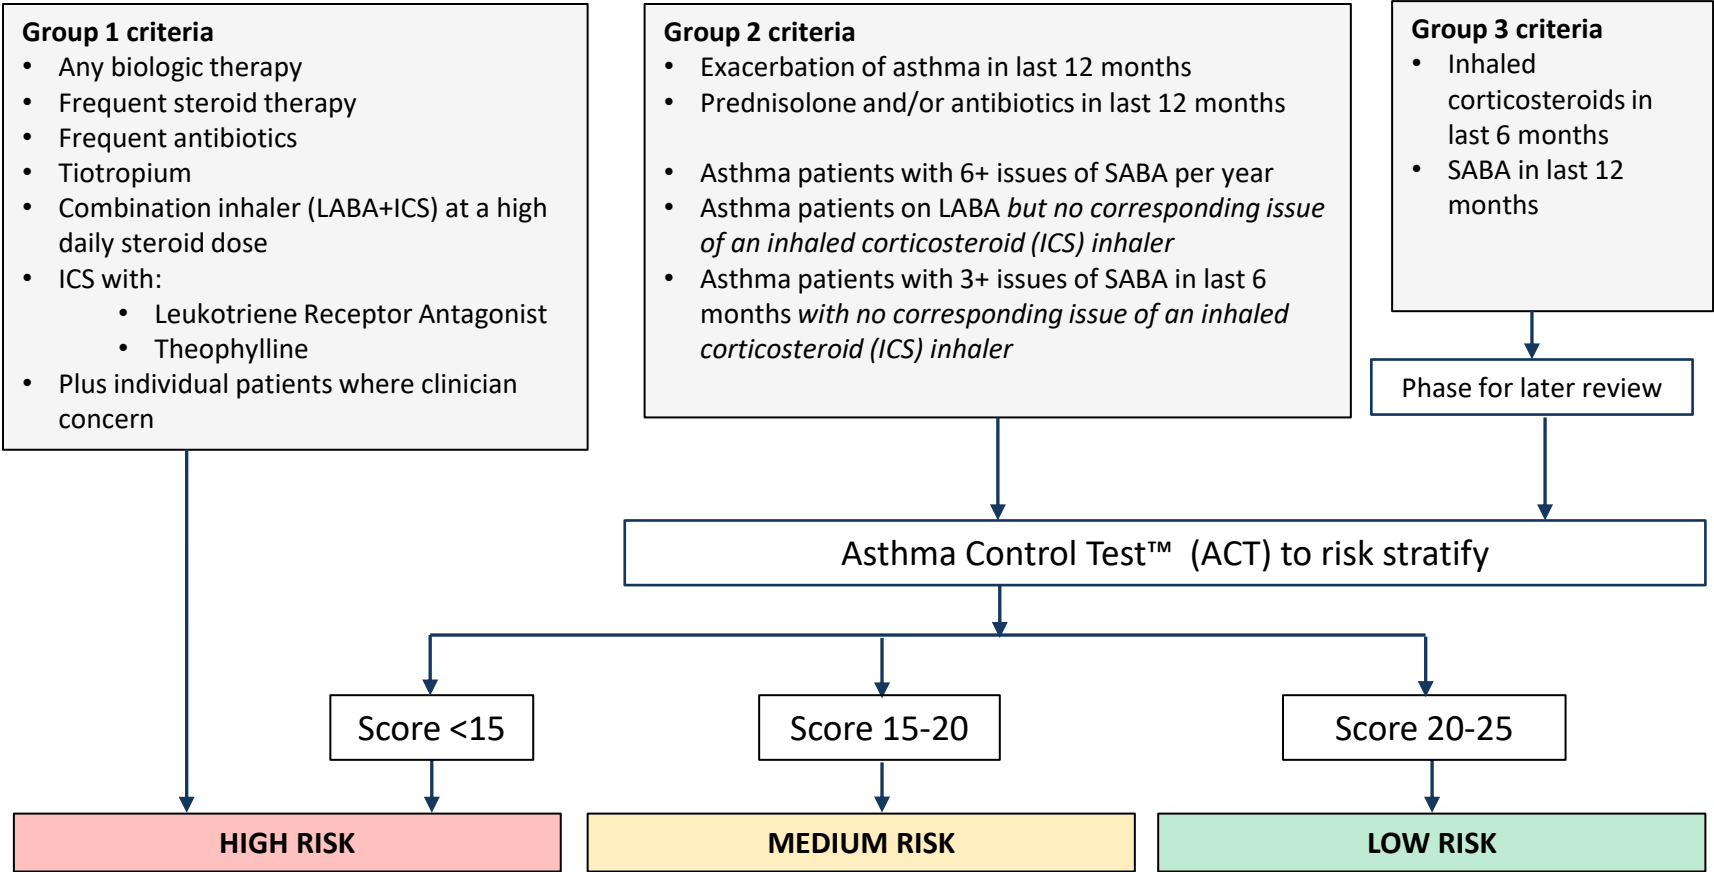 Group 1 criteria
• Any biologic therapy
• Frequent steroid therapy
• Frequent antibiotics
• Tiotropium
• Combination inhaler (LABA+ICS) at a high
daily steroid dose
• ICS with:
• Leukotriene Receptor Antagonist
• Theophylline
• Plus individual patients where clinician
concern
Group 2 criteria
• Exacerbation of asthma in last 12 months
• Prednisolone and/or antibiotics in last 12 months
• Asthma patients with 6+ issues of SABA per year
• Asthma patients on LABA but no corresponding issue
of an inhaled corticosteroid (ICS) inhaler
• Asthma patients with 3+ issues of SABA in last 6
months with no corresponding issue of an inhaled
corticosteroid (ICS) inhaler
Group 3 criteria
• Inhaled
corticosteroids in
last 6 months
• SABA in last 12
months
Phase for later review
Asthma Control Test™ (ACT) to risk stratify
Score <15
Score 15-20
Score 20-25
HIGH RISK
MEDIUM RISK
LOW RISK